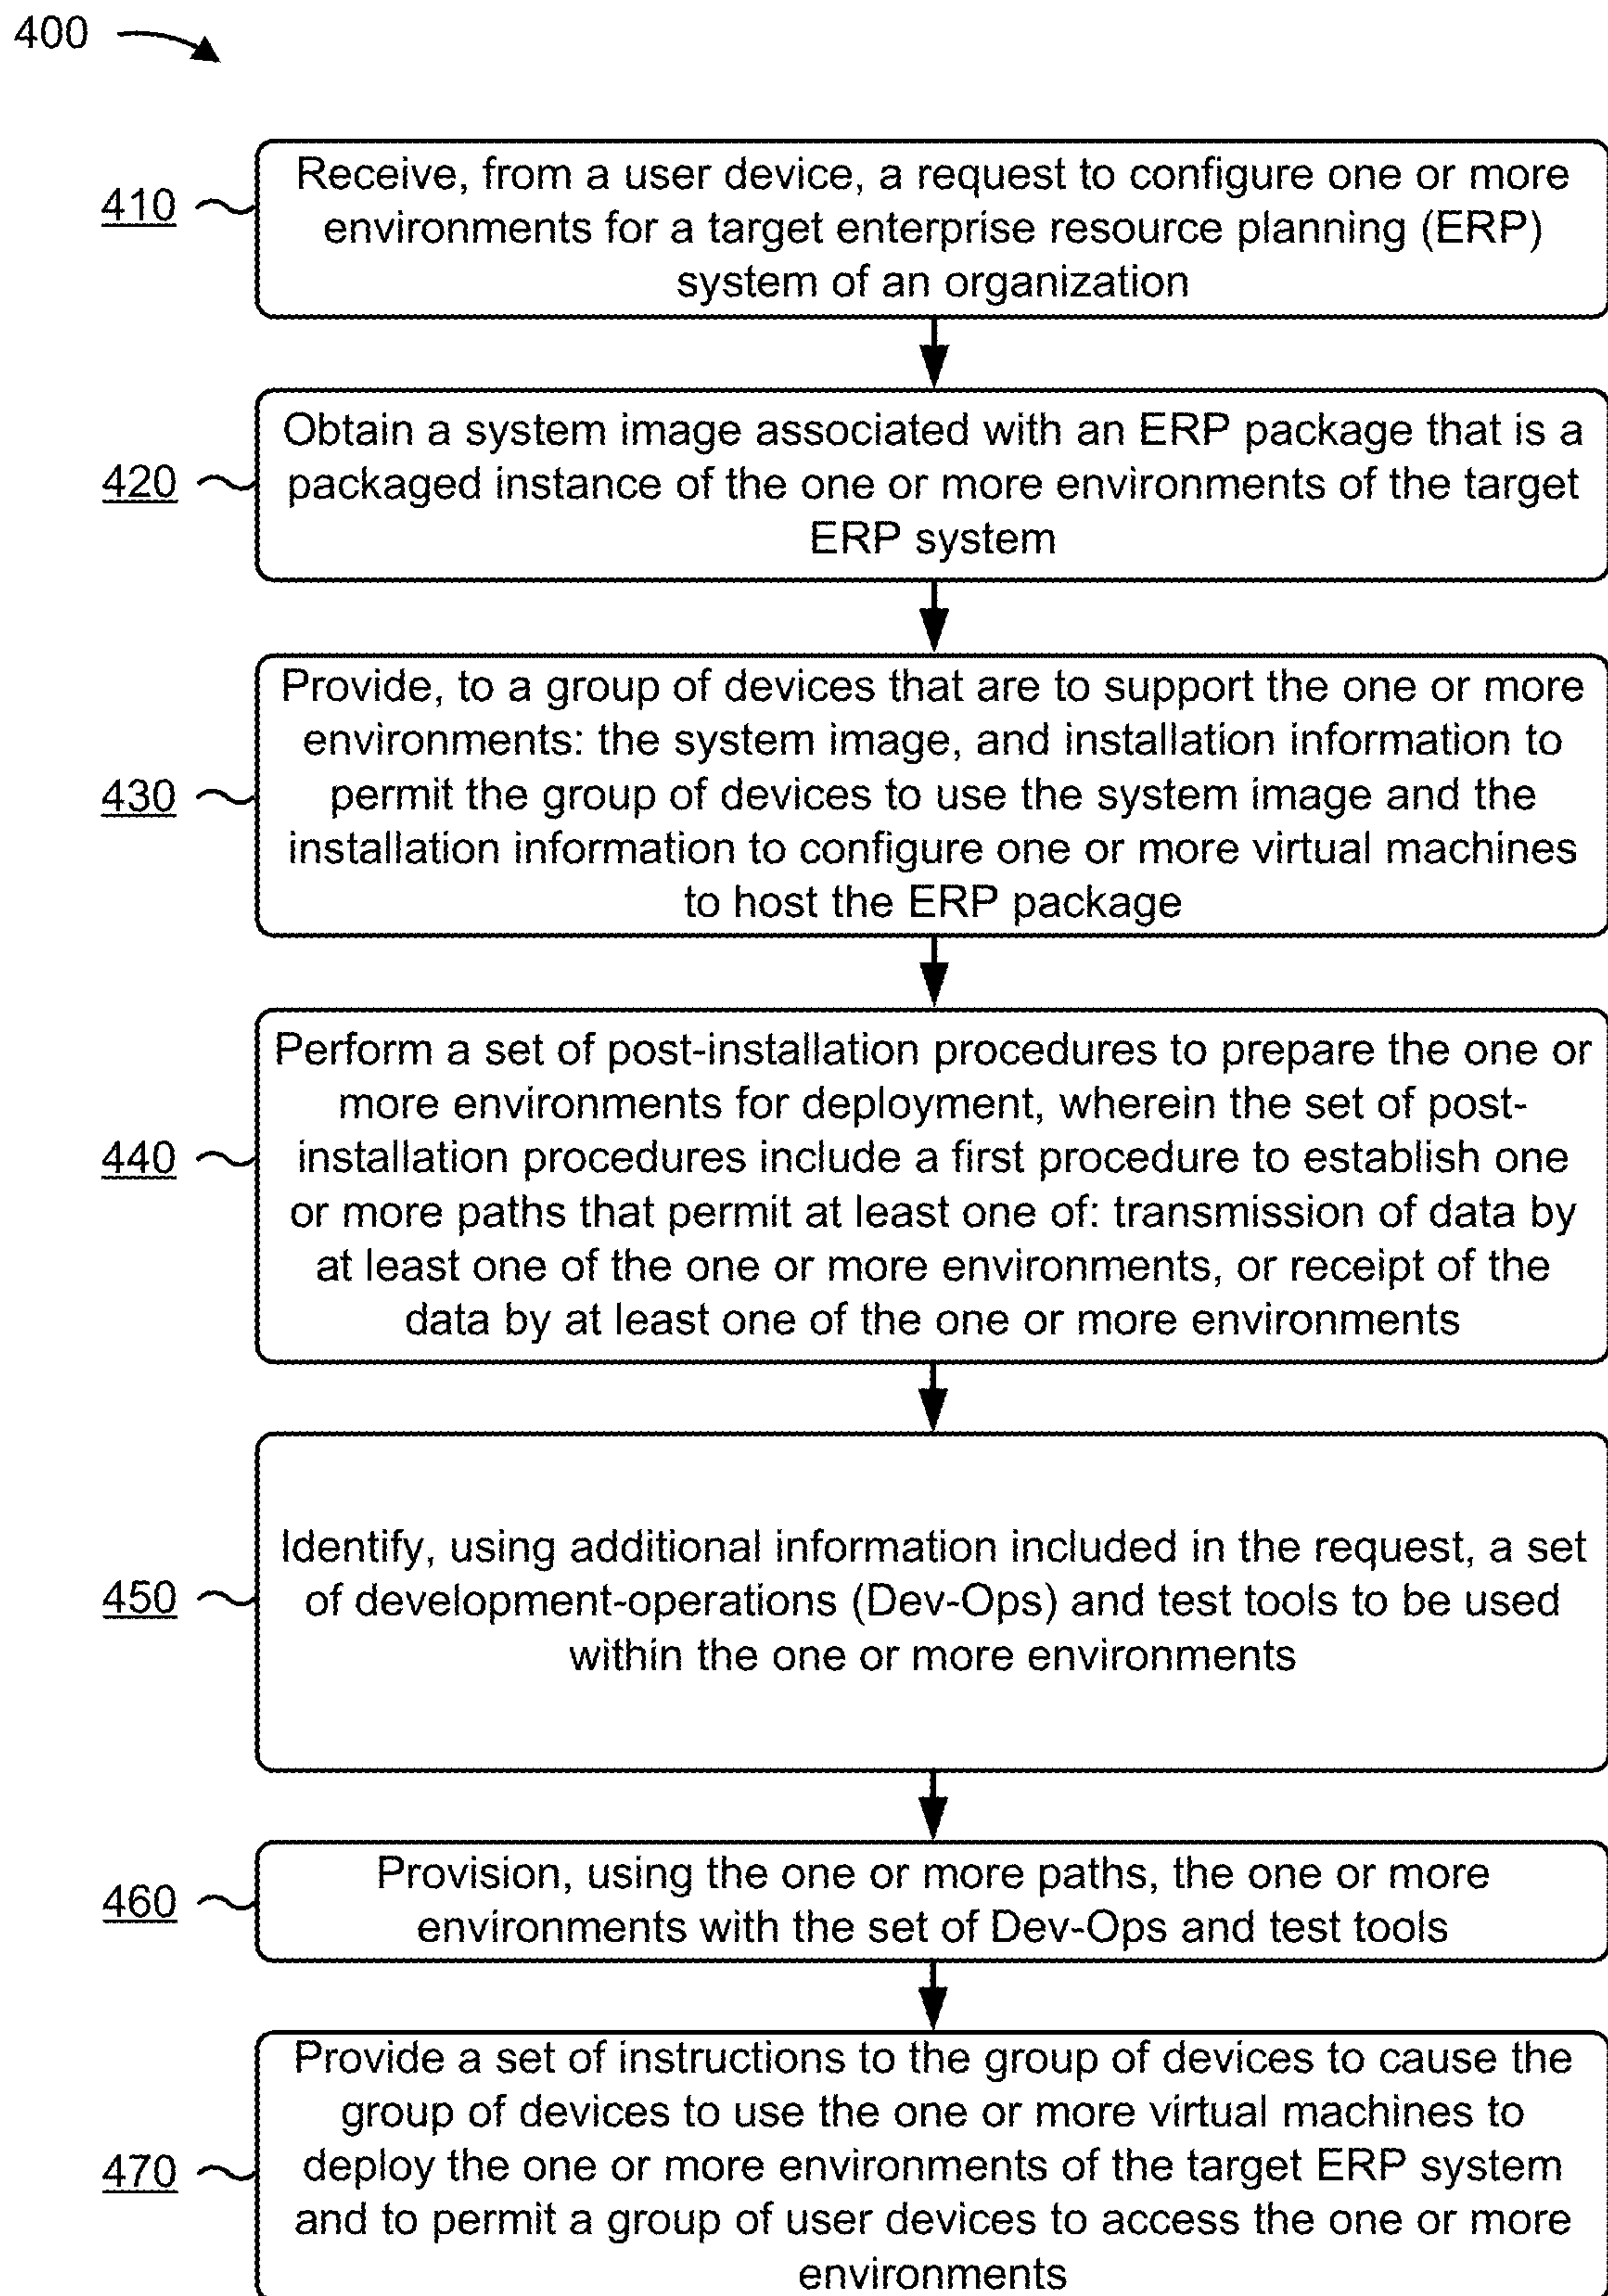 400
410
Receive, from a user device, a request to configure one or more
environments for a target enterprise resource planning (ERP)
system of an organization
420
Obtain a system image associated with an ERP package that is a
packaged instance of the one or more environments of the target
ERP system
430
Provide, to a group of devices that are to support the one or more
environments: the system image, and installation information to
permit the group of devices to use the system image and the
installation information to configure one or more virtual machines
to host the ERP package
440
Perform a set of post-installation procedures to prepare the one or
more environments for deployment, wherein the set of post-
installation procedures include a first procedure to establish one
or more paths that permit at least one of: transmission of data by
at least one of the one or more environments, or receipt of the
data by at least one of the one or more environments
450
Identify, using additional information included in the request, a set
of development-operations (Dev-Ops) and test tools to be used
within the one or more environments
460
Provision, using the one or more paths, the one or more
environments with the set of Dev-Ops and test tools
470
Provide a set of instructions to the group of devices to cause the
group of devices to use the one or more virtual machines to
deploy the one or more environments of the target ERP system
and to permit a group of user devices to access the one or more
environments